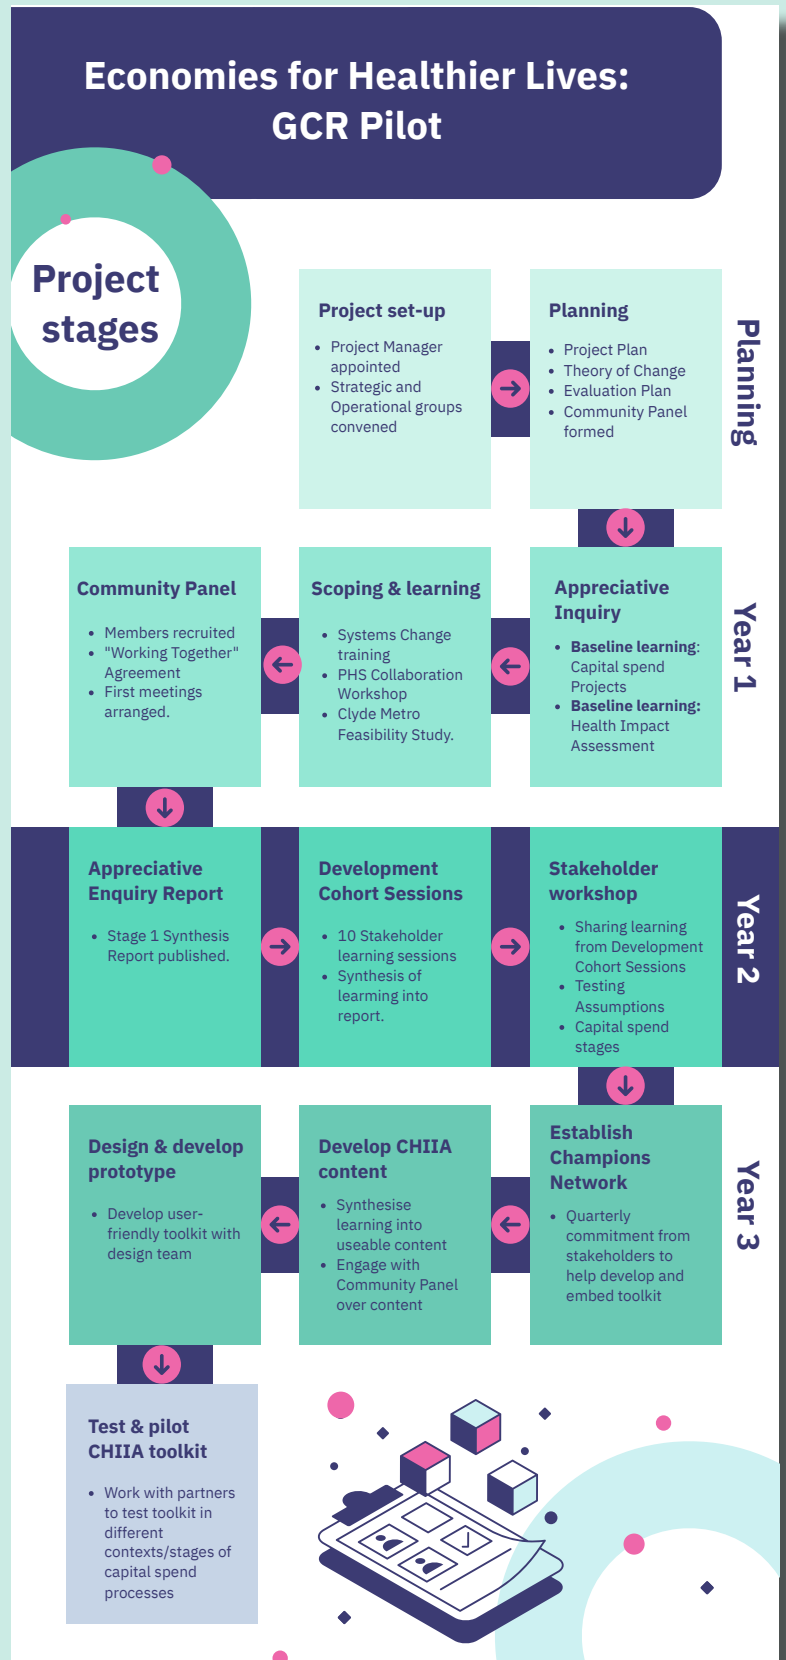 Economies for Healthier Lives:
GCR Pilot
Project
stages
Project set-up
• Project Manager
appointed
• Strategic and
Operational groups
convened
Planning
• Project Plan
• Theory of Change
• Evaluation Plan
• Community Panel
formed
Planning
Appreciative
Inquiry
• Baseline learning:
Capital spend
Projects
• Baseline learning:
Health Impact
Assessment
Scoping & learning
• Systems Change
training
• PHS Collaboration
Workshop
• Clyde Metro
Feasibility Study.
Community Panel
• Members recruited
• "Working Together"
Agreement
• First meetings
arranged.
Year 1
Appreciative
Enquiry Report
• Stage 1 Synthesis
Report published.
Development
Cohort Sessions
• 10 Stakeholder
learning sessions
• Synthesis of
learming into
report.
Stakeholder
workshop
• Sharing learning
from Development
Cohort Sessions
• Testing
Assumptions
• Capital spend
stages
Year 2
Establish
Champions
Network
• Quarterly
commitment from
stakeholders to
help develop and
embed toolkit
Develop CHIIA
content
• Synthesise
learning into
useable content
• Engage with
Community Panel
over content
Design & develop
prototype
• Develop user-
friendly toolkit with
design team
Year 3
Test & pilot
CHIIA toolkit
• Work with partners
to test toolkit in
different
contexts/stages of
capital spend
processes